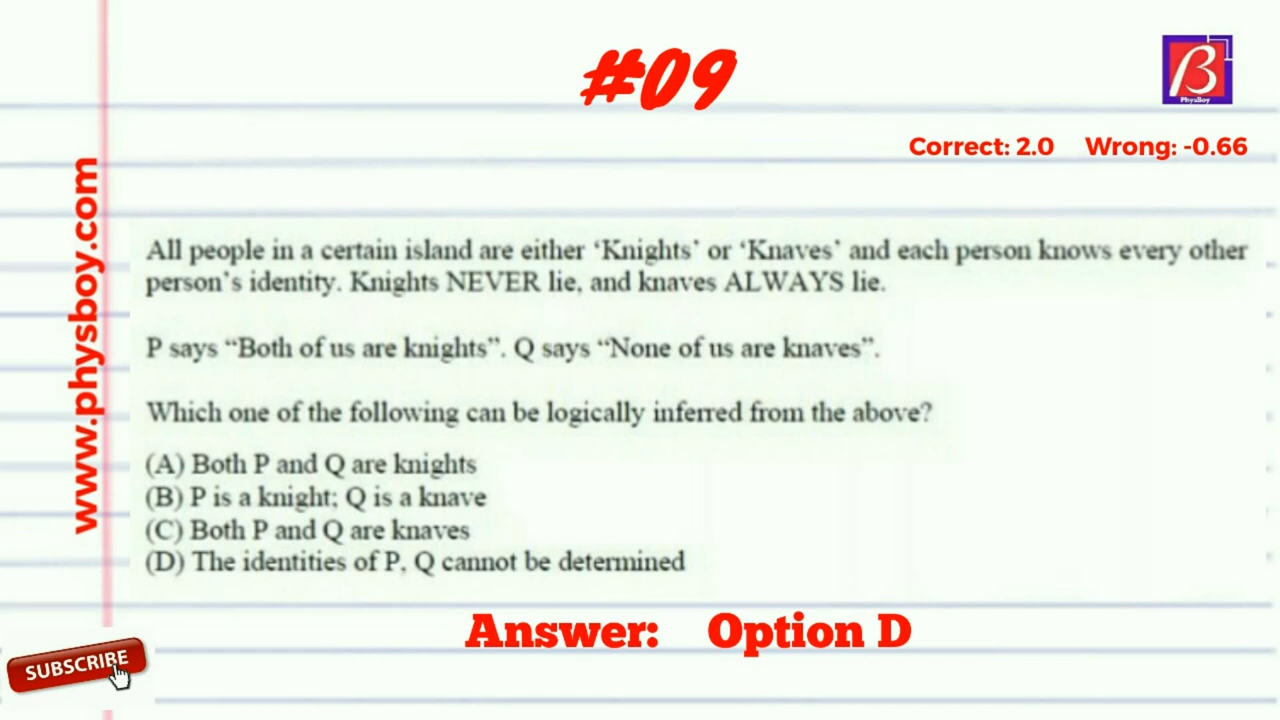 #09
β
PhysBoy
Correct: 2.0 Wrong: -0.66
www.physboy.com
All people in a certain island are either ‘Knights’ or ‘Knaves’ and each person knows every other
person’s identity. Knights NEVER lie, and knaves ALWAYS lie.
P says “Both of us are knights”. Q says “None of us are knaves”.
Which one of the following can be logically inferred from the above?
(A) Both P and Q are knights
(B) P is a knight; Q is a knave
(C) Both P and Q are knaves
(D) The identities of P, Q cannot be determined
Answer: Option D
SUBSCRIBE